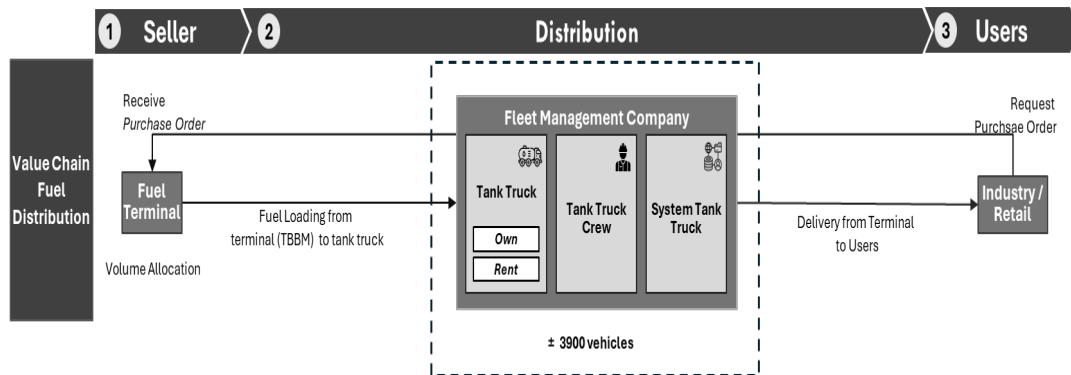 1 Seller
2 Distribution
3 Users
Value Chain
Fuel
Distribution
Receive
Purchase Order
Fuel
Terminal
Volume Allocation
Fuel Loading from
terminal (TBBM) to tank truck
Fleet Management Company
Tank Truck
Own
Rent
Tank Truck
Crew
System Tank
Truck
± 3900 vehicles
Request
Purchsae Order
Industry /
Retail
Delivery from Terminal
to Users